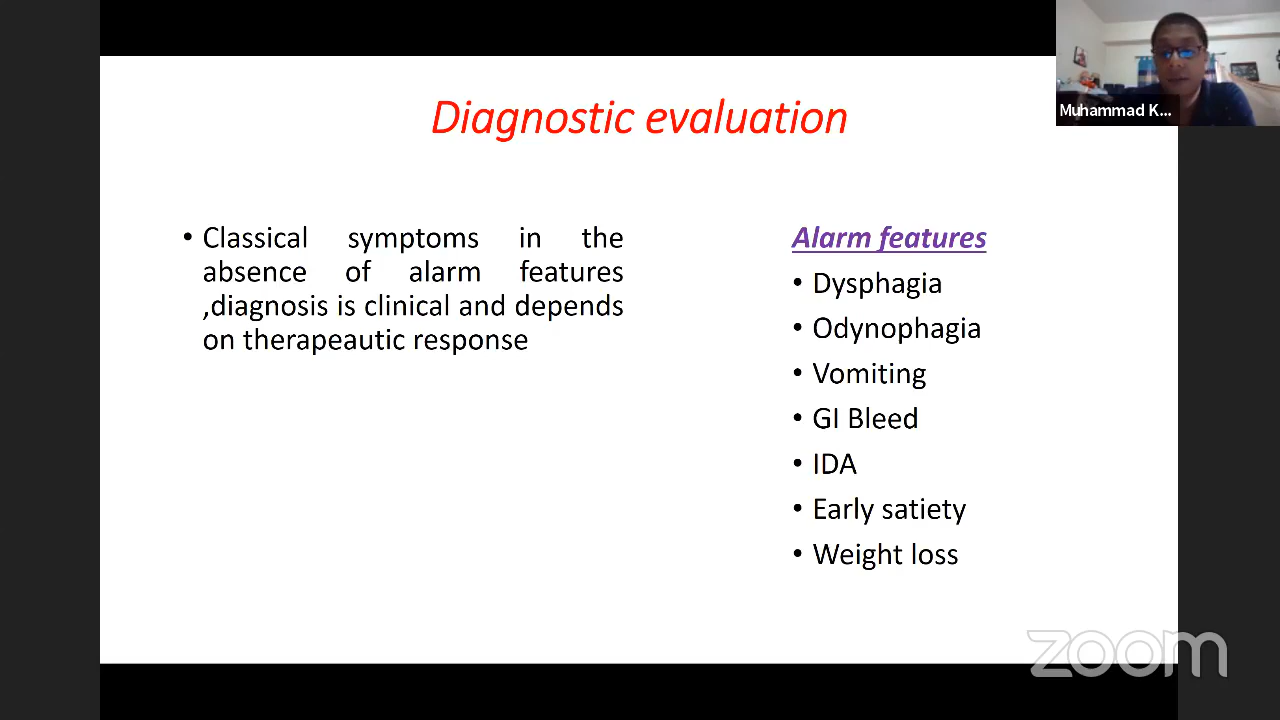 Diagnostic evaluation
Muhammad K...
• Classical symptoms in the
absence of alarm features
,diagnosis is clinical and depends
on therapeautic response
Alarm features
• Dysphagia
• Odynophagia
• Vomiting
• GI Bleed
• IDA
• Early satiety
• Weight loss
zoom